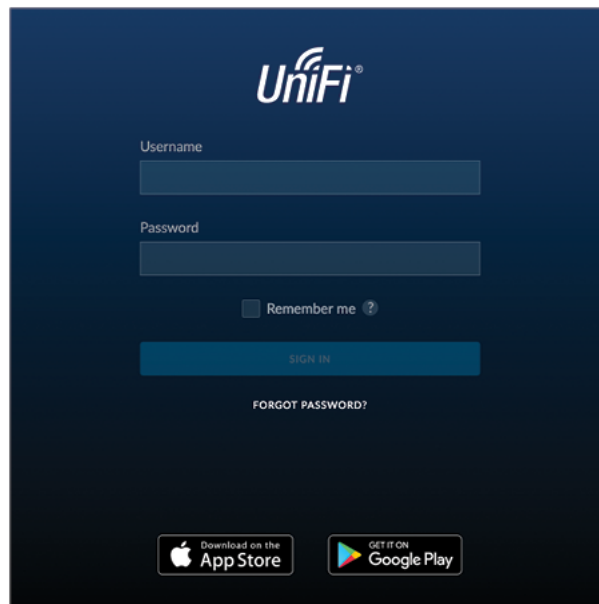 UniFi®
Username
Password
Remember me ?
SIGN IN
FORGOT PASSWORD?
Download on the
App Store
GET IT ON
Google Play